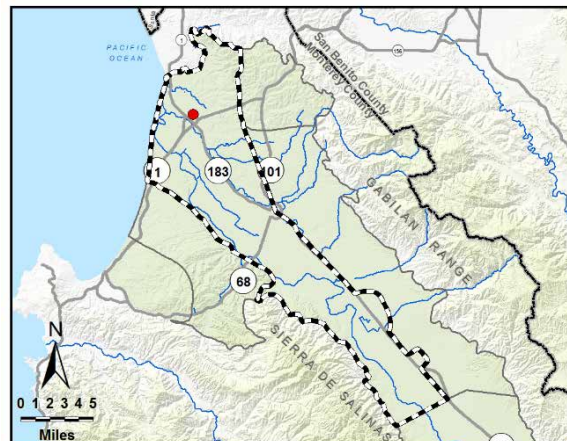 PACIFIC
OCEAN
1
156
San Benito County
Monterey County
1
183
101
GABILAN RANGE
68
SIERRA DE SALINAS
N
0 1 2 3 4 5
Miles